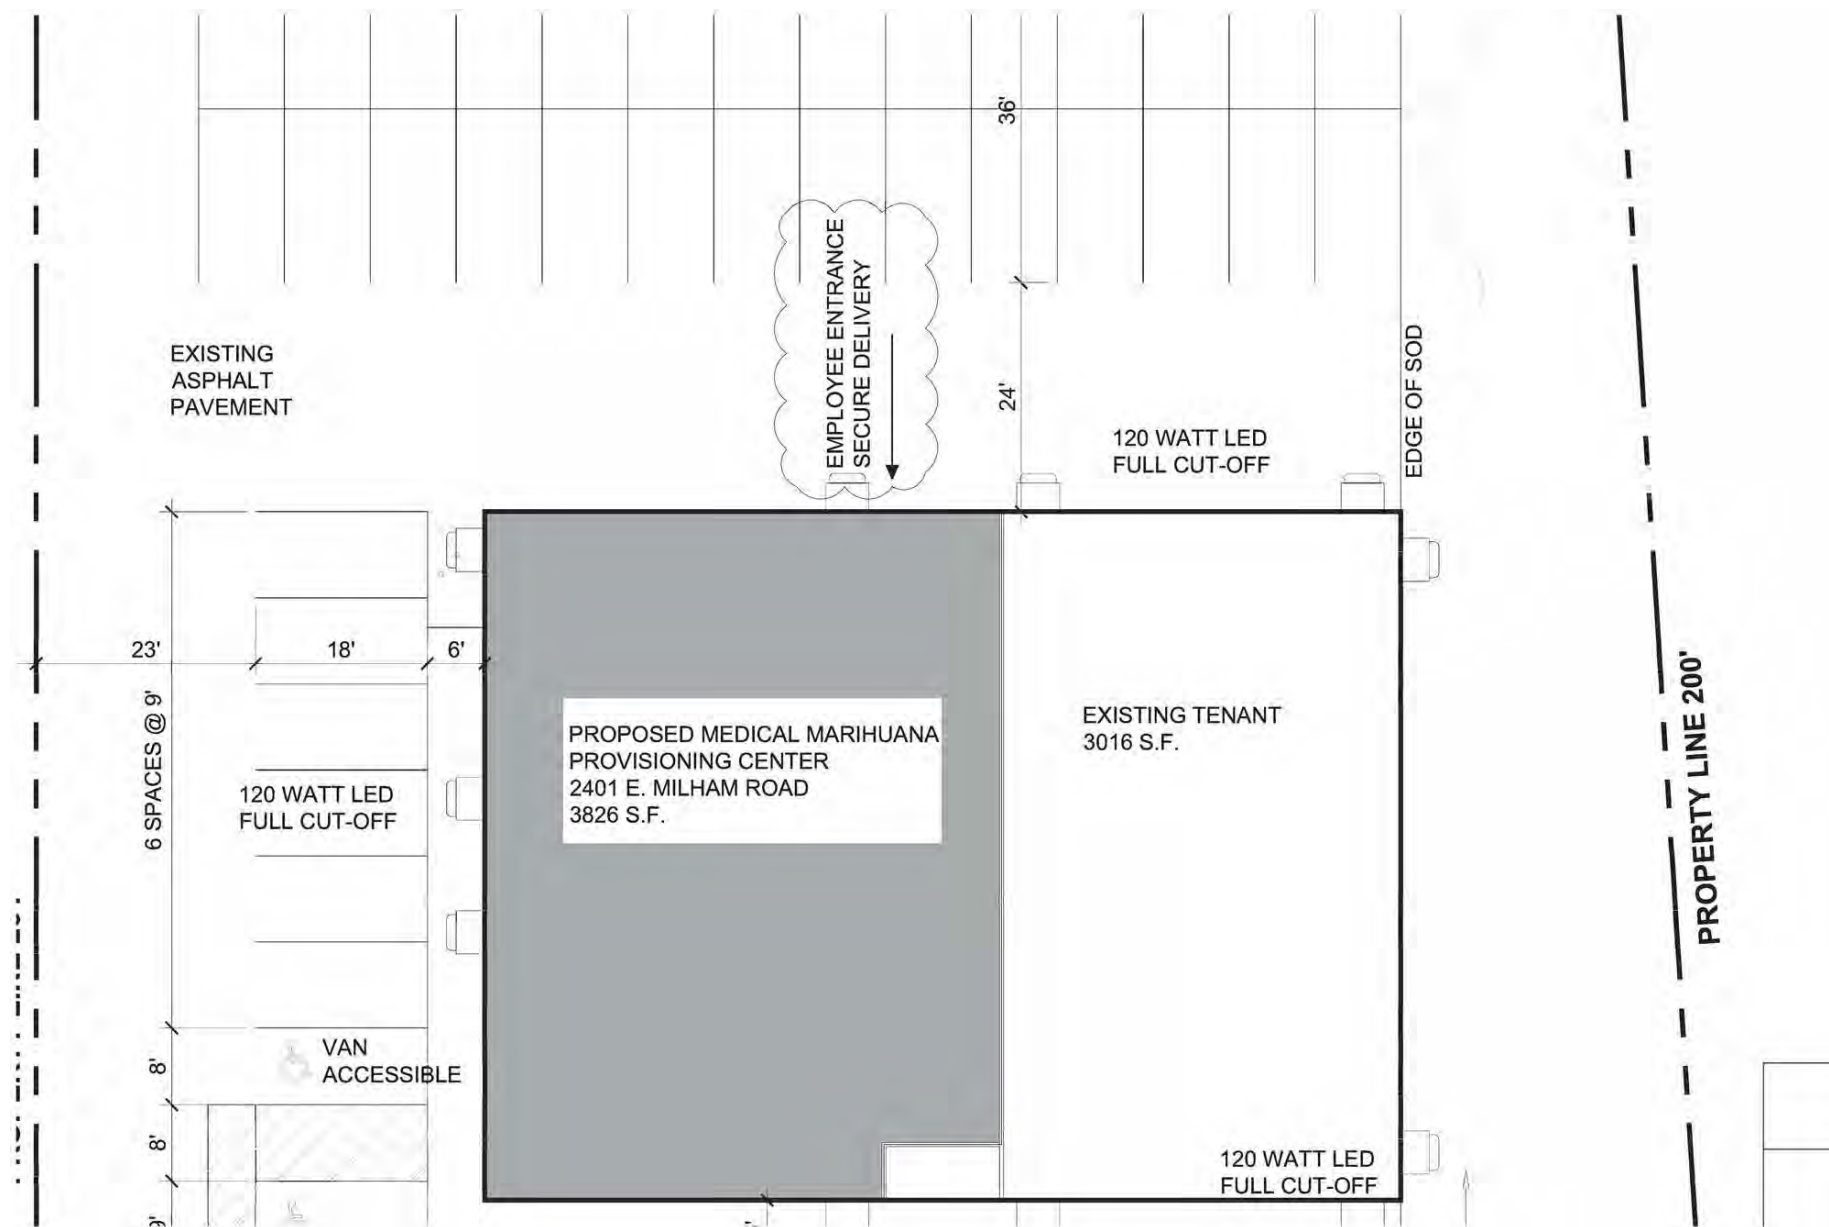 36'
EMPLOYEE ENTRANCE
SECURE DELIVERY
EXISTING
ASPHALT
PAVEMENT
24'
EDGE OF SOD
120 WATT LED
FULL CUT-OFF
23'
18'
6'
6 SPACES @ 9'
PROPERTY LINE 200'
PROPOSED MEDICAL MARIHUANA
PROVISIONING CENTER
2401 E. MILHAM ROAD
3826 S.F.
EXISTING TENANT
3016 S.F.
120 WATT LED
FULL CUT-OFF
VAN
ACCESSIBLE
8'
8'
120 WATT LED
FULL CUT-OFF
9'